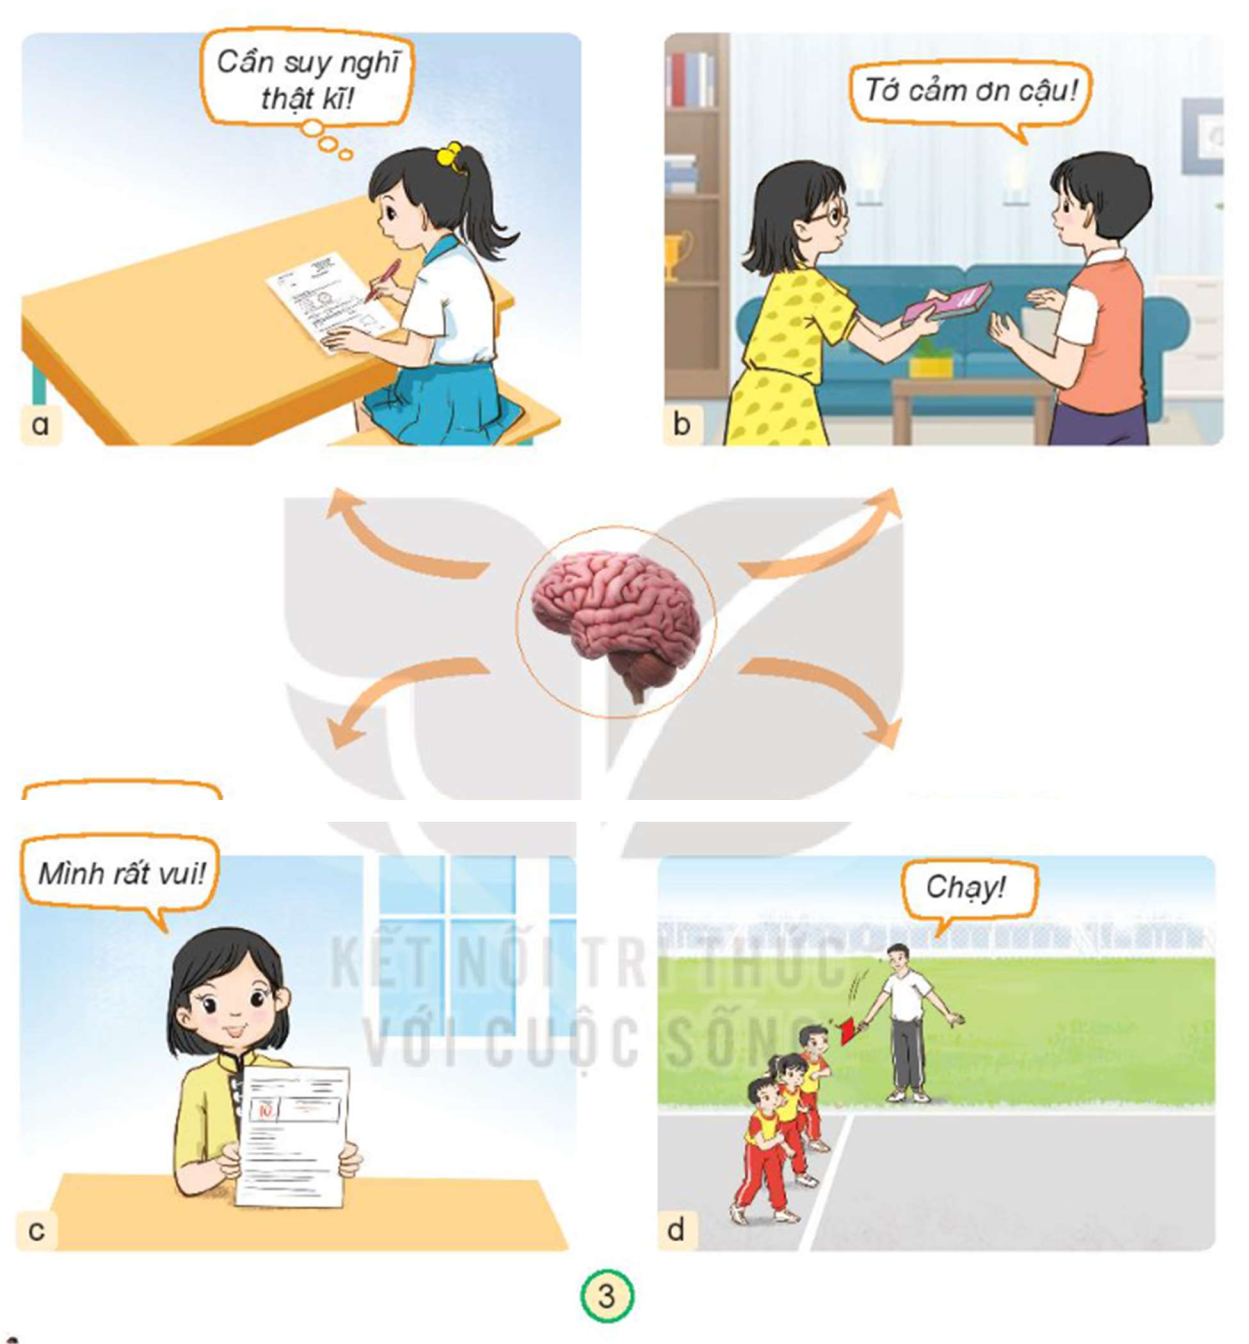 Cần suy nghĩ
thật kĩ!
Tớ cảm ơn cậu!
a
b
Mình rất vui!
Chạy!
KẾT NỐI TRI THỨC
VỚI CUỘC SỐNG
10
c
d
3